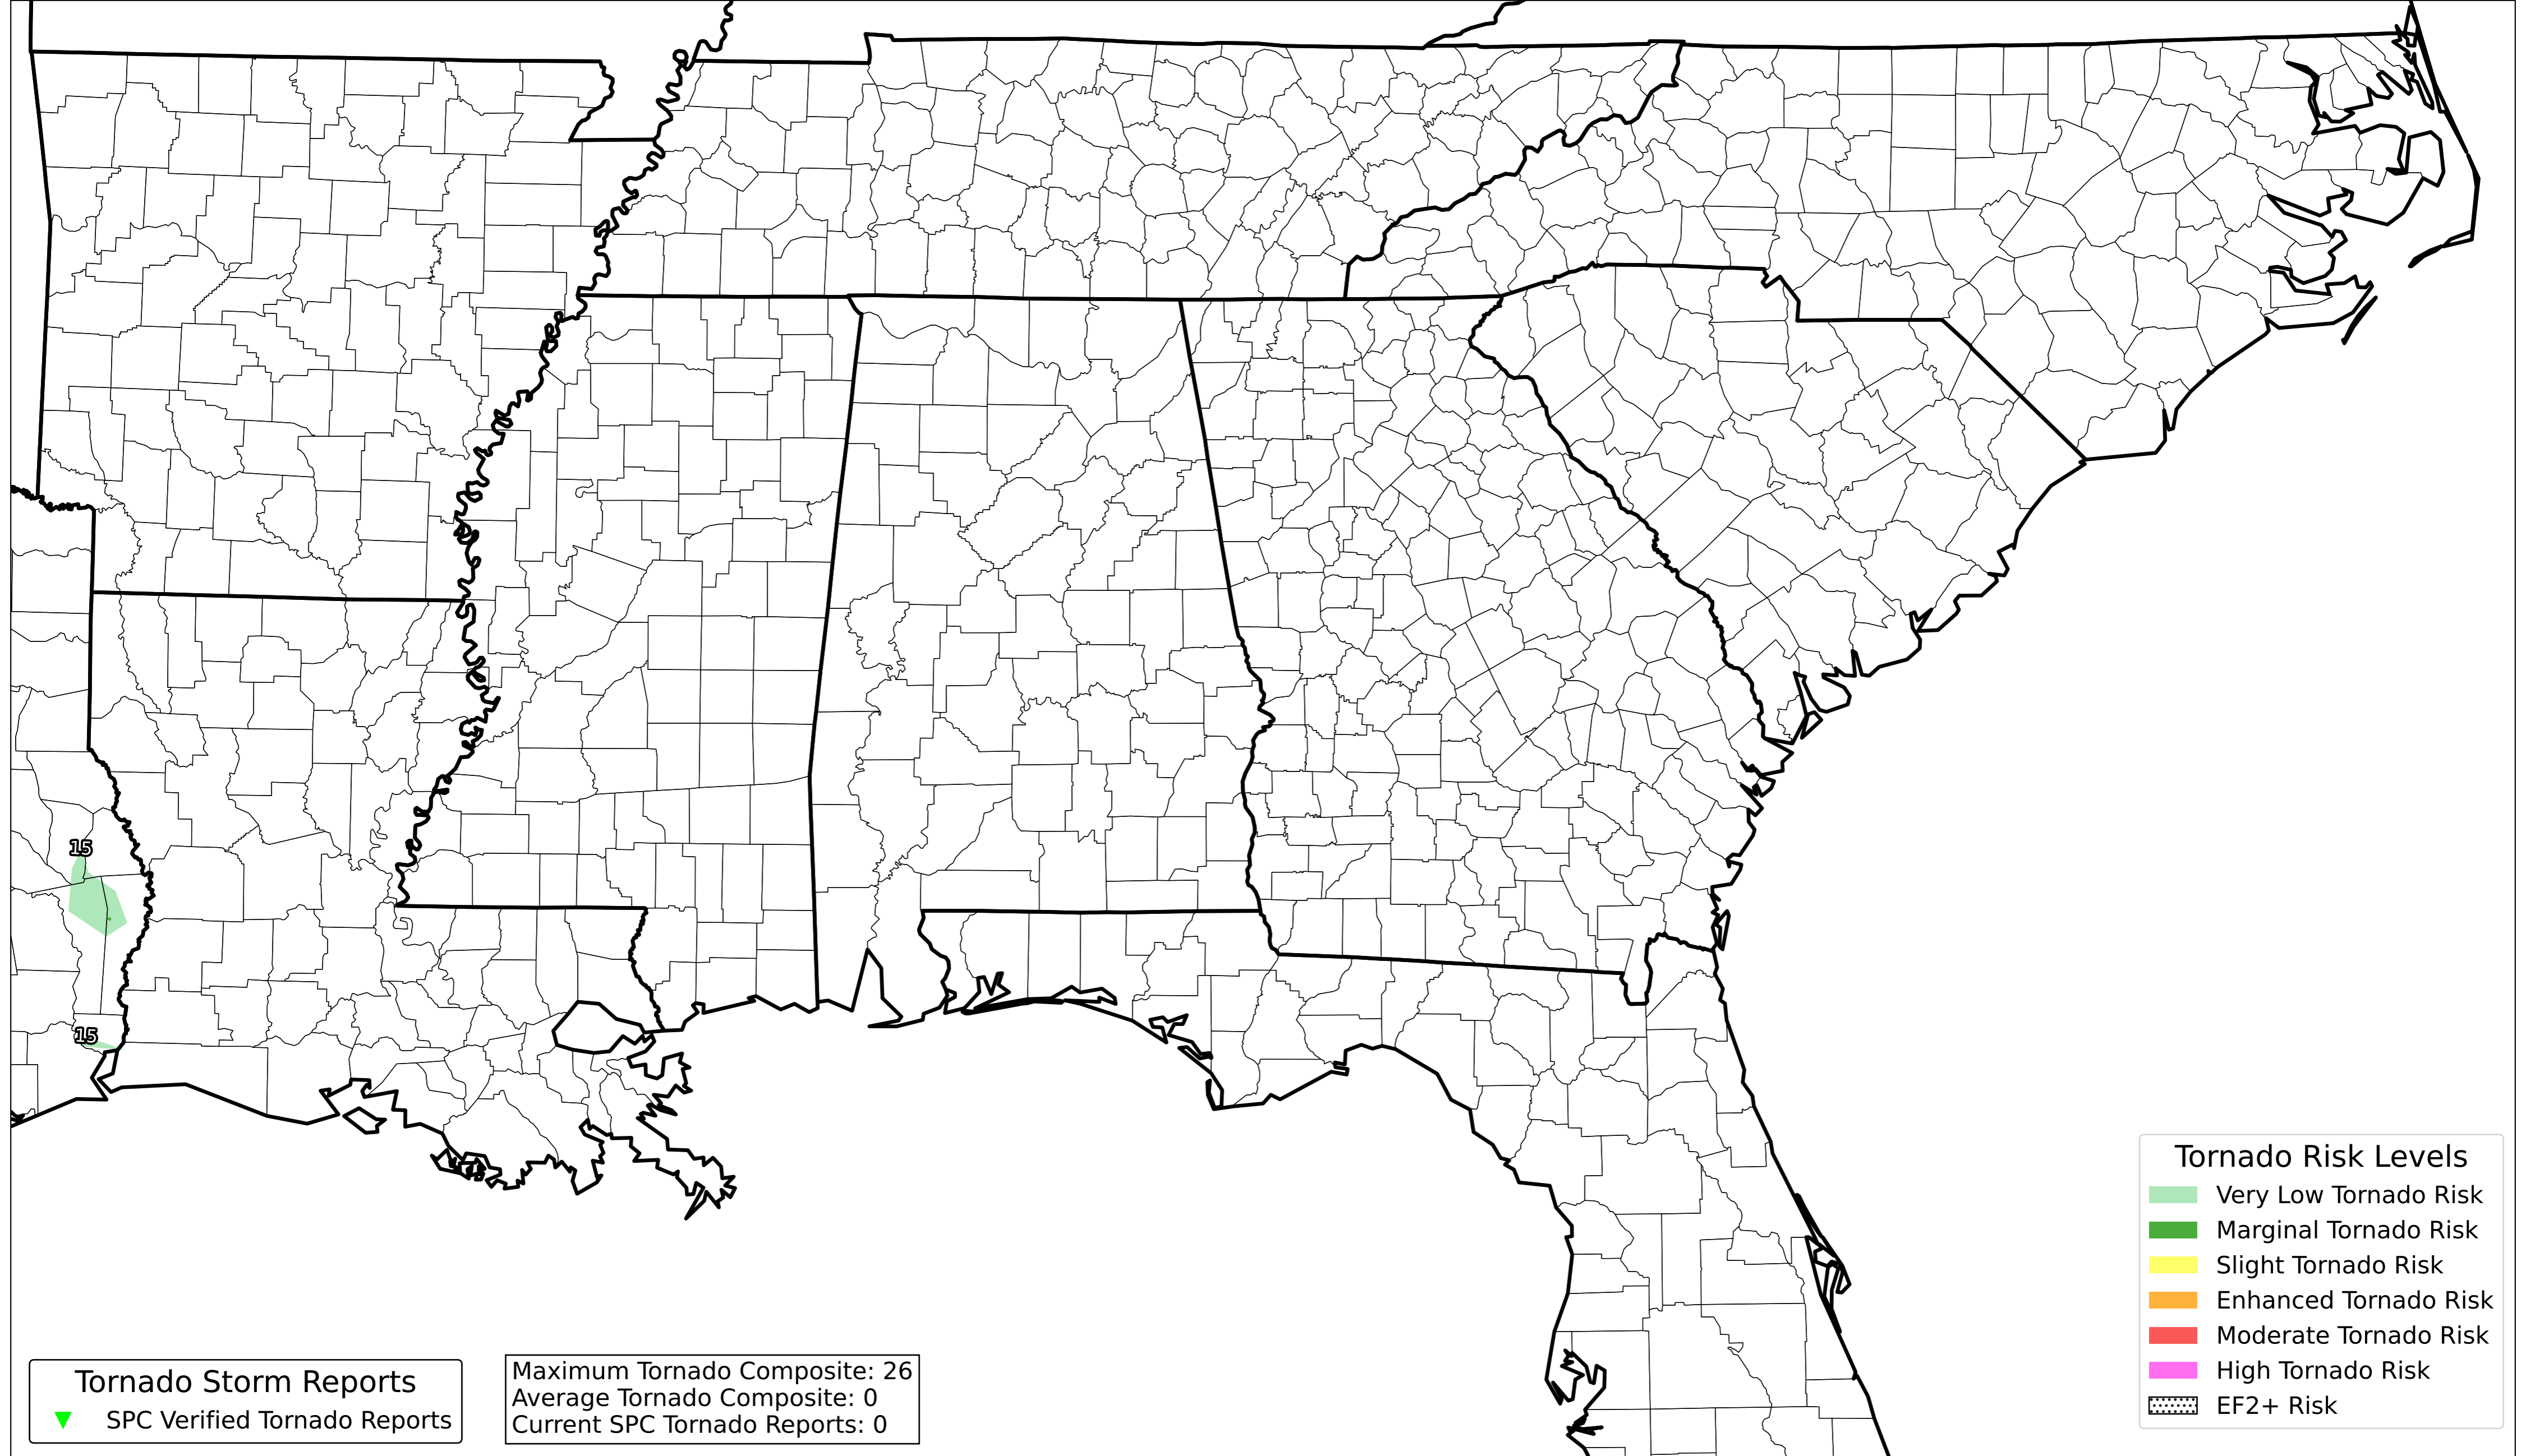 15
15
Tornado Storm Reports
SPC Verified Tornado Reports
Maximum Tornado Composite: 26
Average Tornado Composite: 0
Current SPC Tornado Reports: 0
Tornado Risk Levels
Very Low Tornado Risk
Marginal Tornado Risk
Slight Tornado Risk
Enhanced Tornado Risk
Moderate Tornado Risk
High Tornado Risk
EF2+ Risk